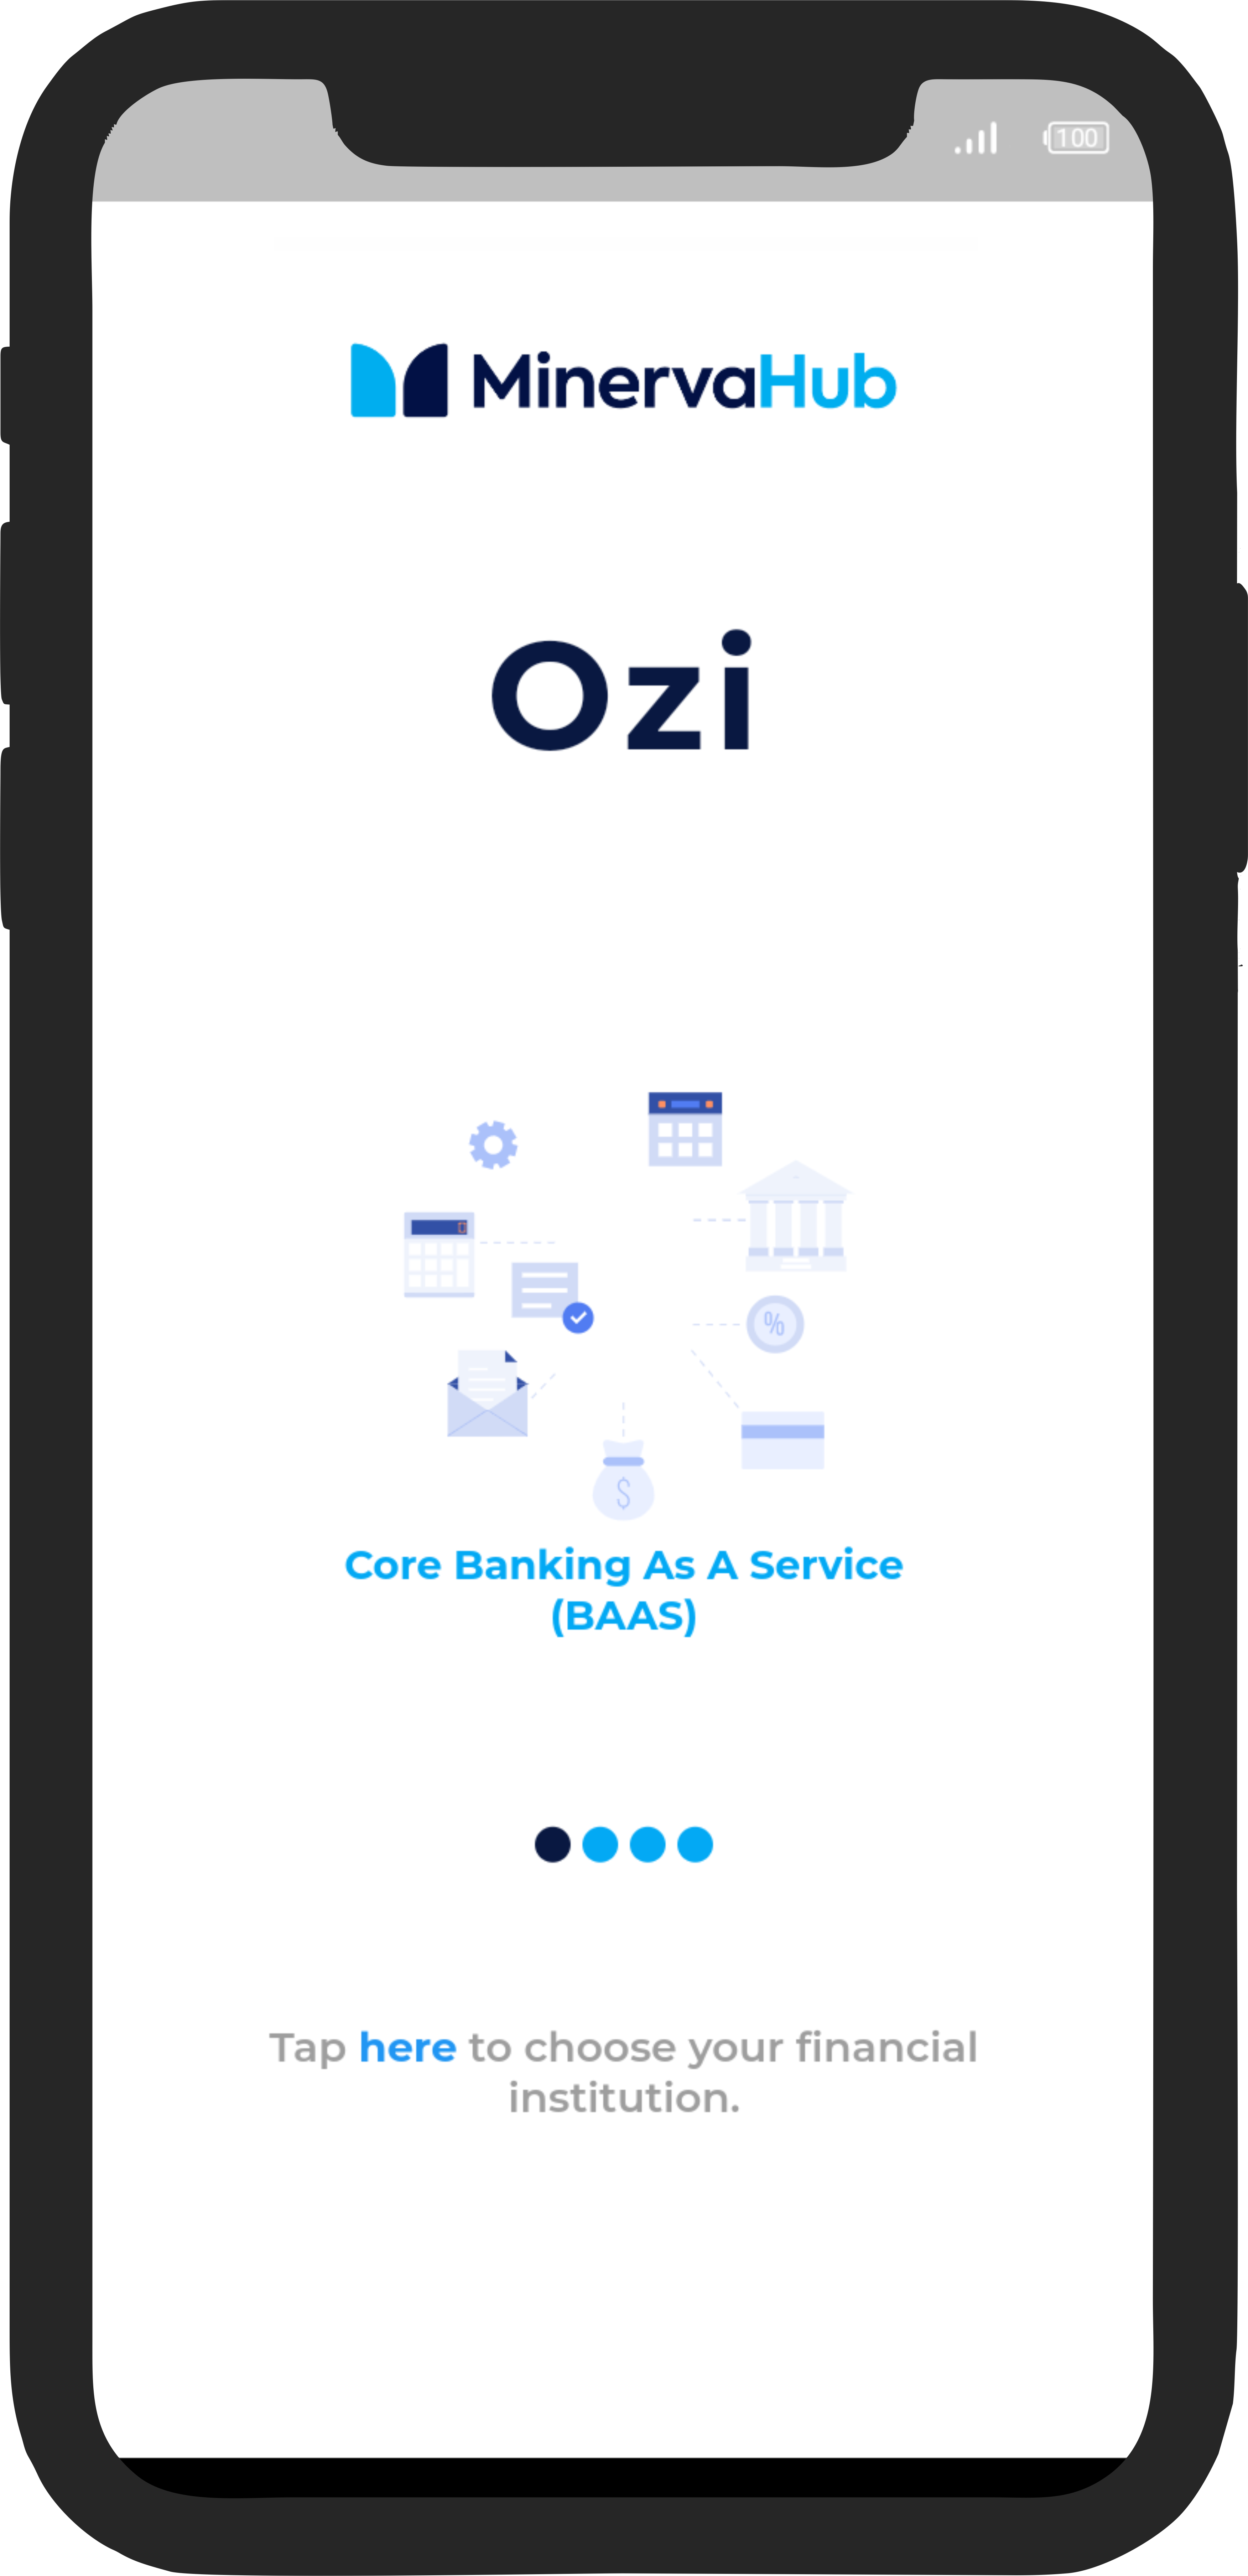 100
MinervaHub
Ozi
%
$
Core Banking As A Service
(BAAS)
Tap here to choose your financial
institution.